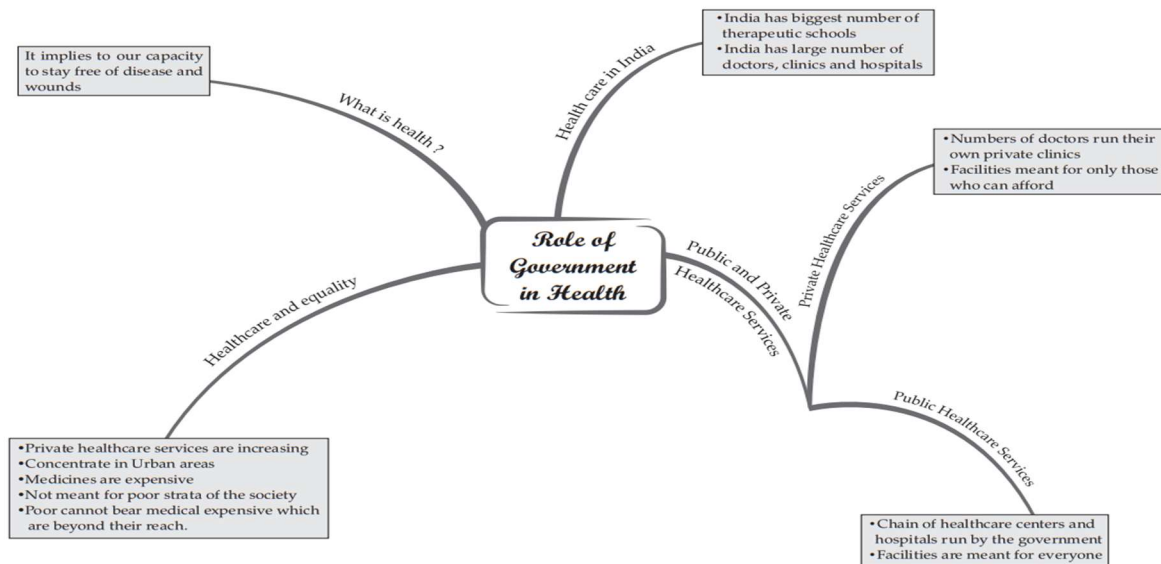 It implies to our capacity
to stay free of disease and
wounds
What is health ?
Health care in India
•India has biggest number of
therapeutic schools
•India has large number of
doctors, clinics and hospitals
Role of
Government
in Health
Public and Private
Healthcare Services
Private Healthcare Services
•Numbers of doctors run their
own private clinics
•Facilities meant for only those
who can afford
Public Healthcare Services
•Chain of healthcare centers and
hospitals run by the government
•Facilities are meant for everyone
Healthcare and equality
•Private healthcare services are increasing
•Concentrate in Urban areas
•Medicines are expensive
•Not meant for poor strata of the society
•Poor cannot bear medical expensive which
are beyond their reach.